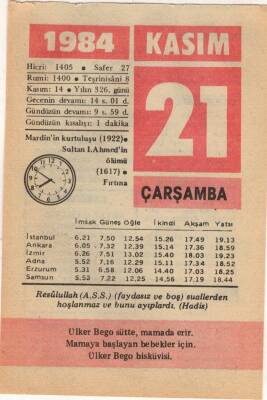 1984 KASIM
21
ÇARŞAMBA
Hicri: 1405 • Safer 27
Rumi: 1400 • Teşrinisâni 8
Kasım: 14 • Yılın 326. günü
Gecenin devamı: 14 s. 01 d.
Gündüzün devamı: 9 s. 59 d.
Gündüzün kısalışı: 1 dakika
Mardin'in kurtuluşu (1922)•
Sultan I.Ahmed'in
ölümü
(1617) •
Fırtına
İmsak Güneş Öğle İkindi Akşam Yatsı
İstanbul 6.21 7.50 12.54 15.26 17.49 19.13
Ankara 6.05 7.32 12.39 15.14 17.36 18.59
İzmir 6.26 7.51 13.02 15.40 18.03 19.23
Adna 5.52 7.16 12.29 15.11 17.34 18.52
Erzurum 5.31 6.58 12.06 14.40 17.03 18.25
Samsun 5.53 7.22 12.25 14.56 17.19 18.44
Resûlullah (A.S.S.) (faydasız ve boş) suallerden
hoşlanmaz ve bunu ayıplardı. (Hadis)
Ülker Bego sütte, mamada erir.
Mamaya başlayan bebekler için.
Ülker Bego bisküvisi.